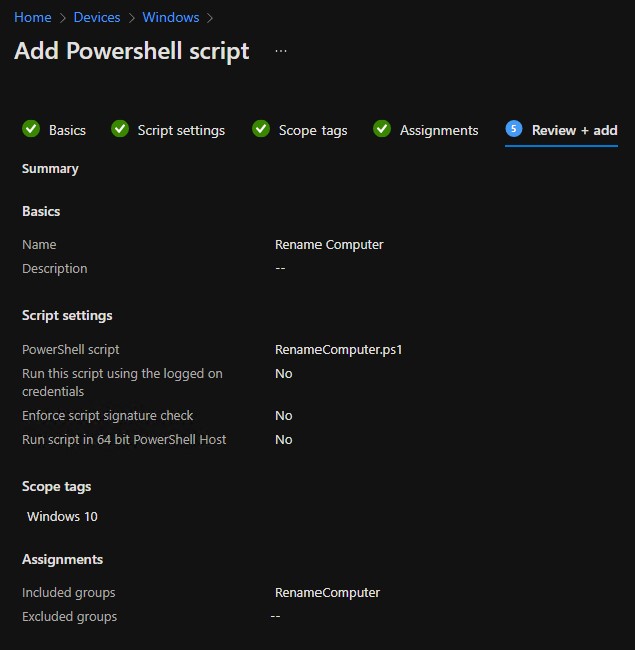 Home > Devices > Windows >
Add Powershell script ...
Basics Script settings Scope tags Assignments 5 Review + add
Summary
Basics
Name Rename Computer
Description --
Script settings
PowerShell script RenameComputer.ps1
Run this script using the logged on No
credentials
Enforce script signature check No
Run script in 64 bit PowerShell Host No
Scope tags
Windows 10
Assignments
Included groups RenameComputer
Excluded groups --